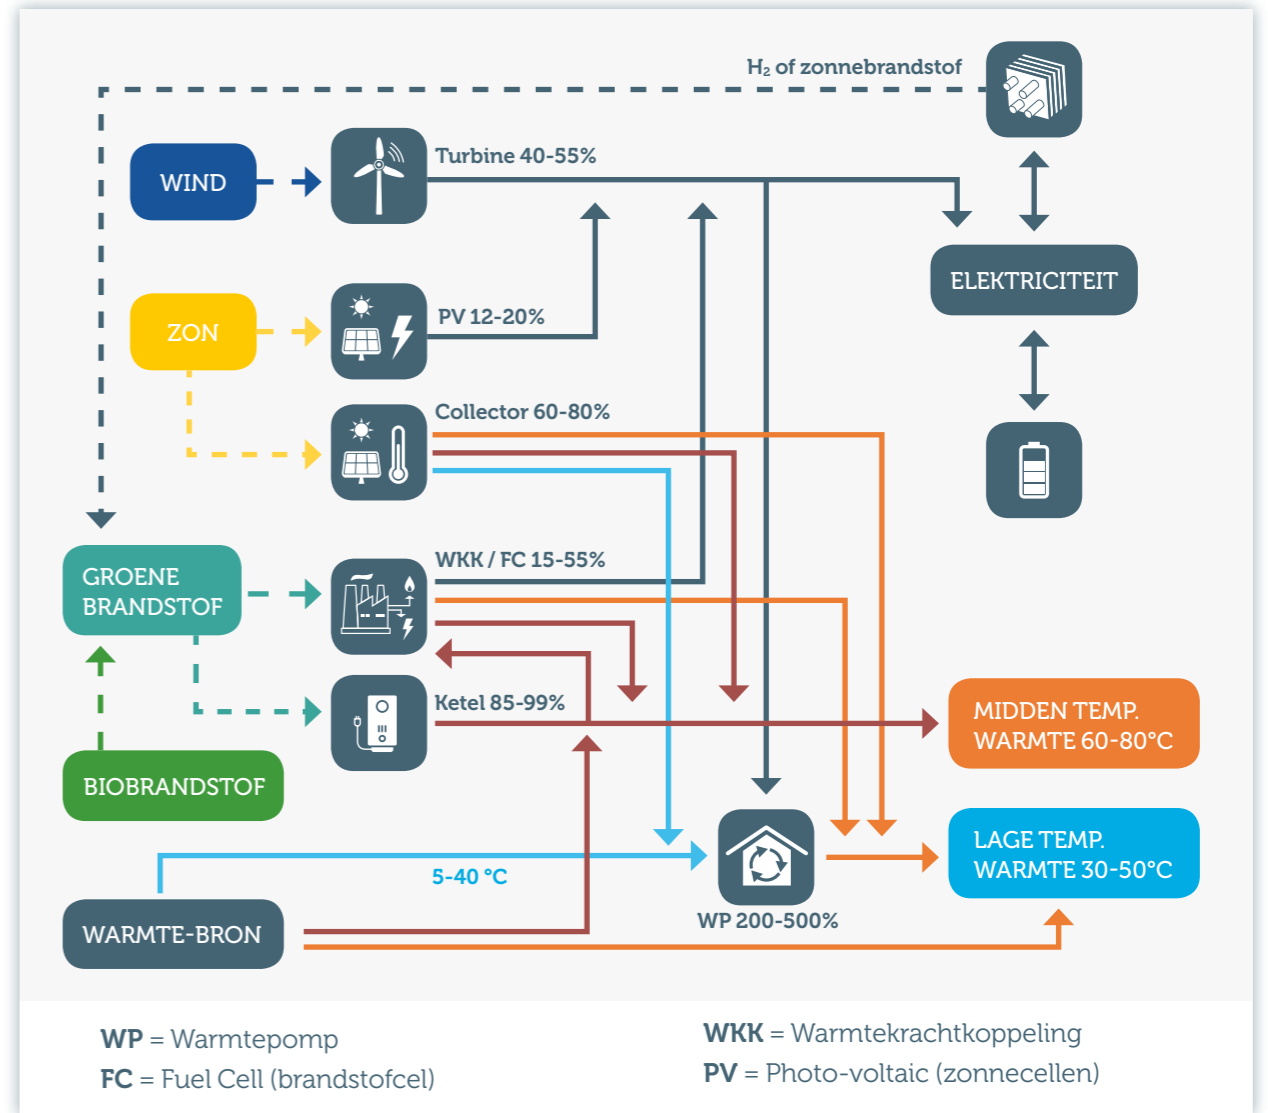 H₂ of zonnebrandstof
WIND
Turbine 40-55%
ELEKTRICITEIT
ZON
PV 12-20%
Collector 60-80%
GROENE
BRANDSTOF
WKK / FC 15-55%
Ketel 85-99%
MIDDEN TEMP.
WARMTE 60-80°C
BIOBRANDSTOF
LAGE TEMP.
WARMTE 30-50°C
5-40 °C
WARMTE-BRON
WP 200-500%
WP = Warmtepomp
FC = Fuel Cell (brandstofcel)
WKK = Warmtekrachtkoppeling
PV = Photo-voltaic (zonnecellen)